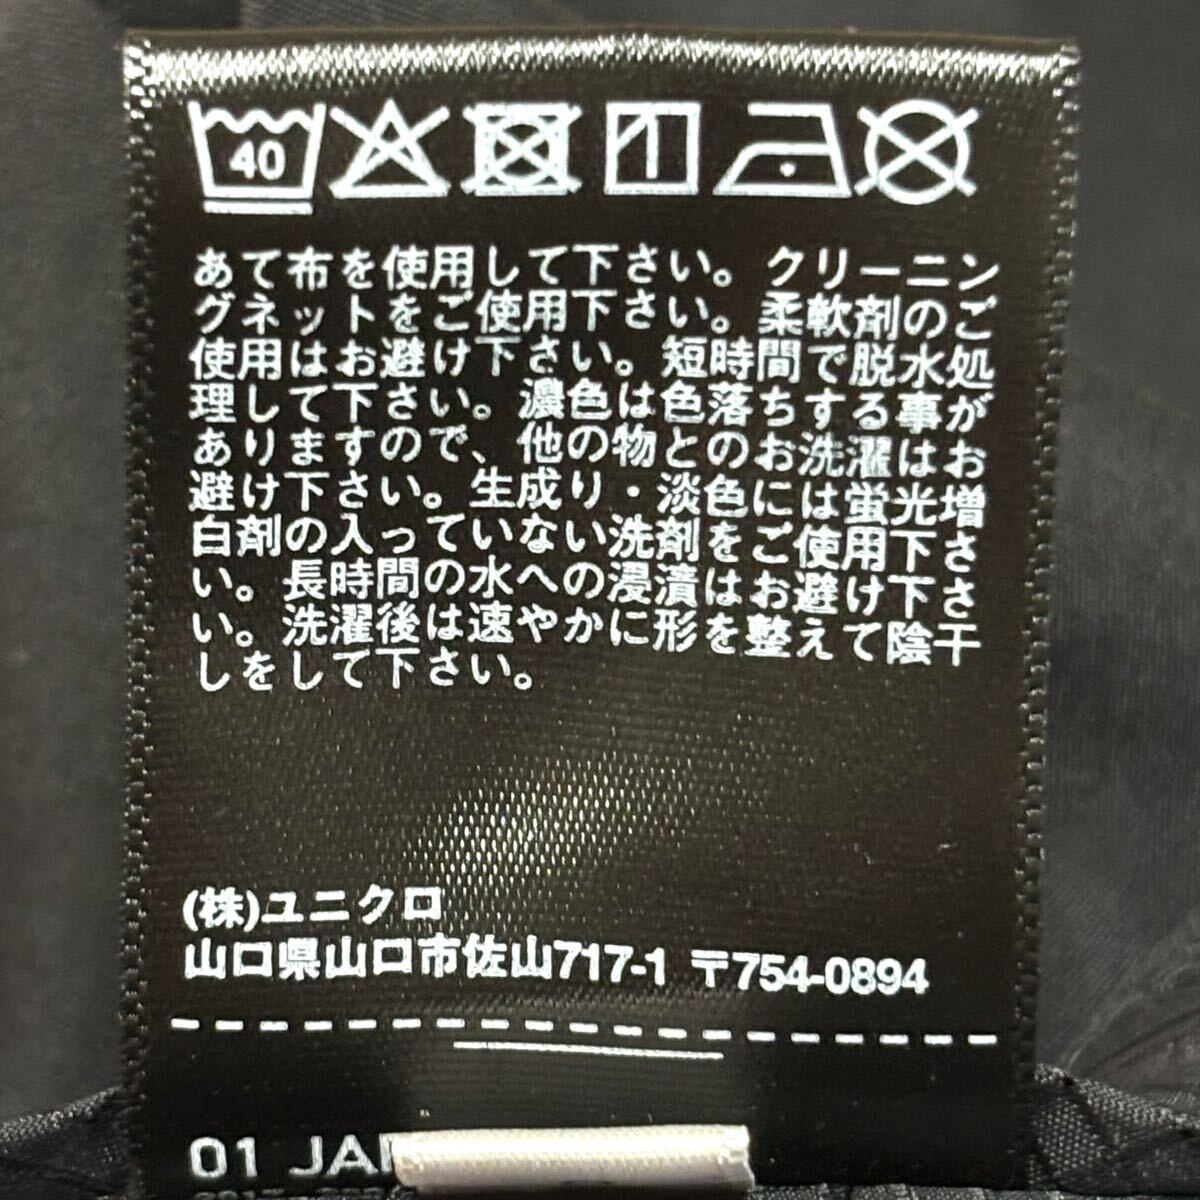 40
あて布を使用して下さい。クリーニン
グネットをご使用下さい。柔軟剤のご
使用はお避け下さい。短時間で脱水処
理して下さい。濃色は色落ちする事が
ありますので、他の物とのお洗濯はお
避け下さい。生成り・淡色には蛍光増
白剤の入っていない洗剤をご使用下さ
い。長時間の水への浸漬はお避け下さ
い。洗濯後は速やかに形を整えて陰干
しをして下さい。
(株)ユニクロ
山口県山口市佐山717-1 〒754-0894
01